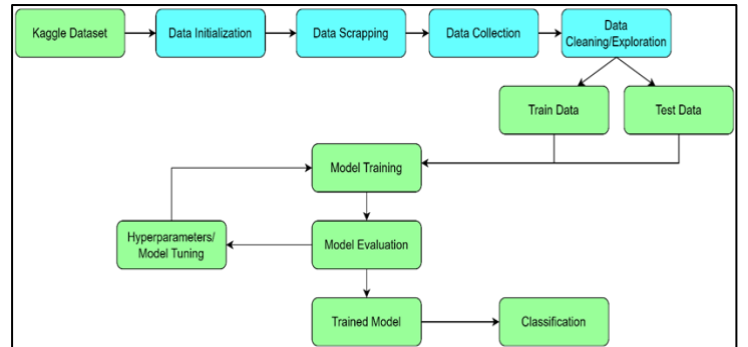 Kaggle Dataset
Data Initialization
Data Scrapping
Data Collection
Data
Cleaning/Exploration
Train Data
Test Data
Model Training
Hyperparameters/
Model Tuning
Model Evaluation
Trained Model
Classification